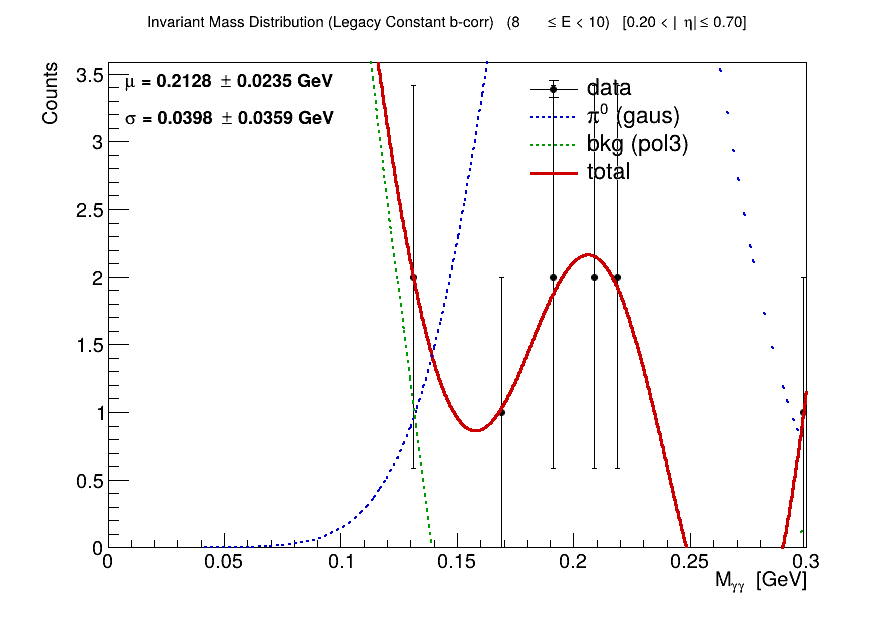 Invariant Mass Distribution (Legacy Constant b-corr) (8 ≤ E < 10) [0.20 < | η| ≤ 0.70]
Counts
μ = 0.2128 ± 0.0235 GeV
σ = 0.0398 ± 0.0359 GeV
data
π⁰ (gaus)
bkg (pol3)
total
3.5
3
2.5
2
1.5
1
0.5
0
0 0.05 0.1 0.15 0.2 0.25 0.3
Mγγ [GeV]